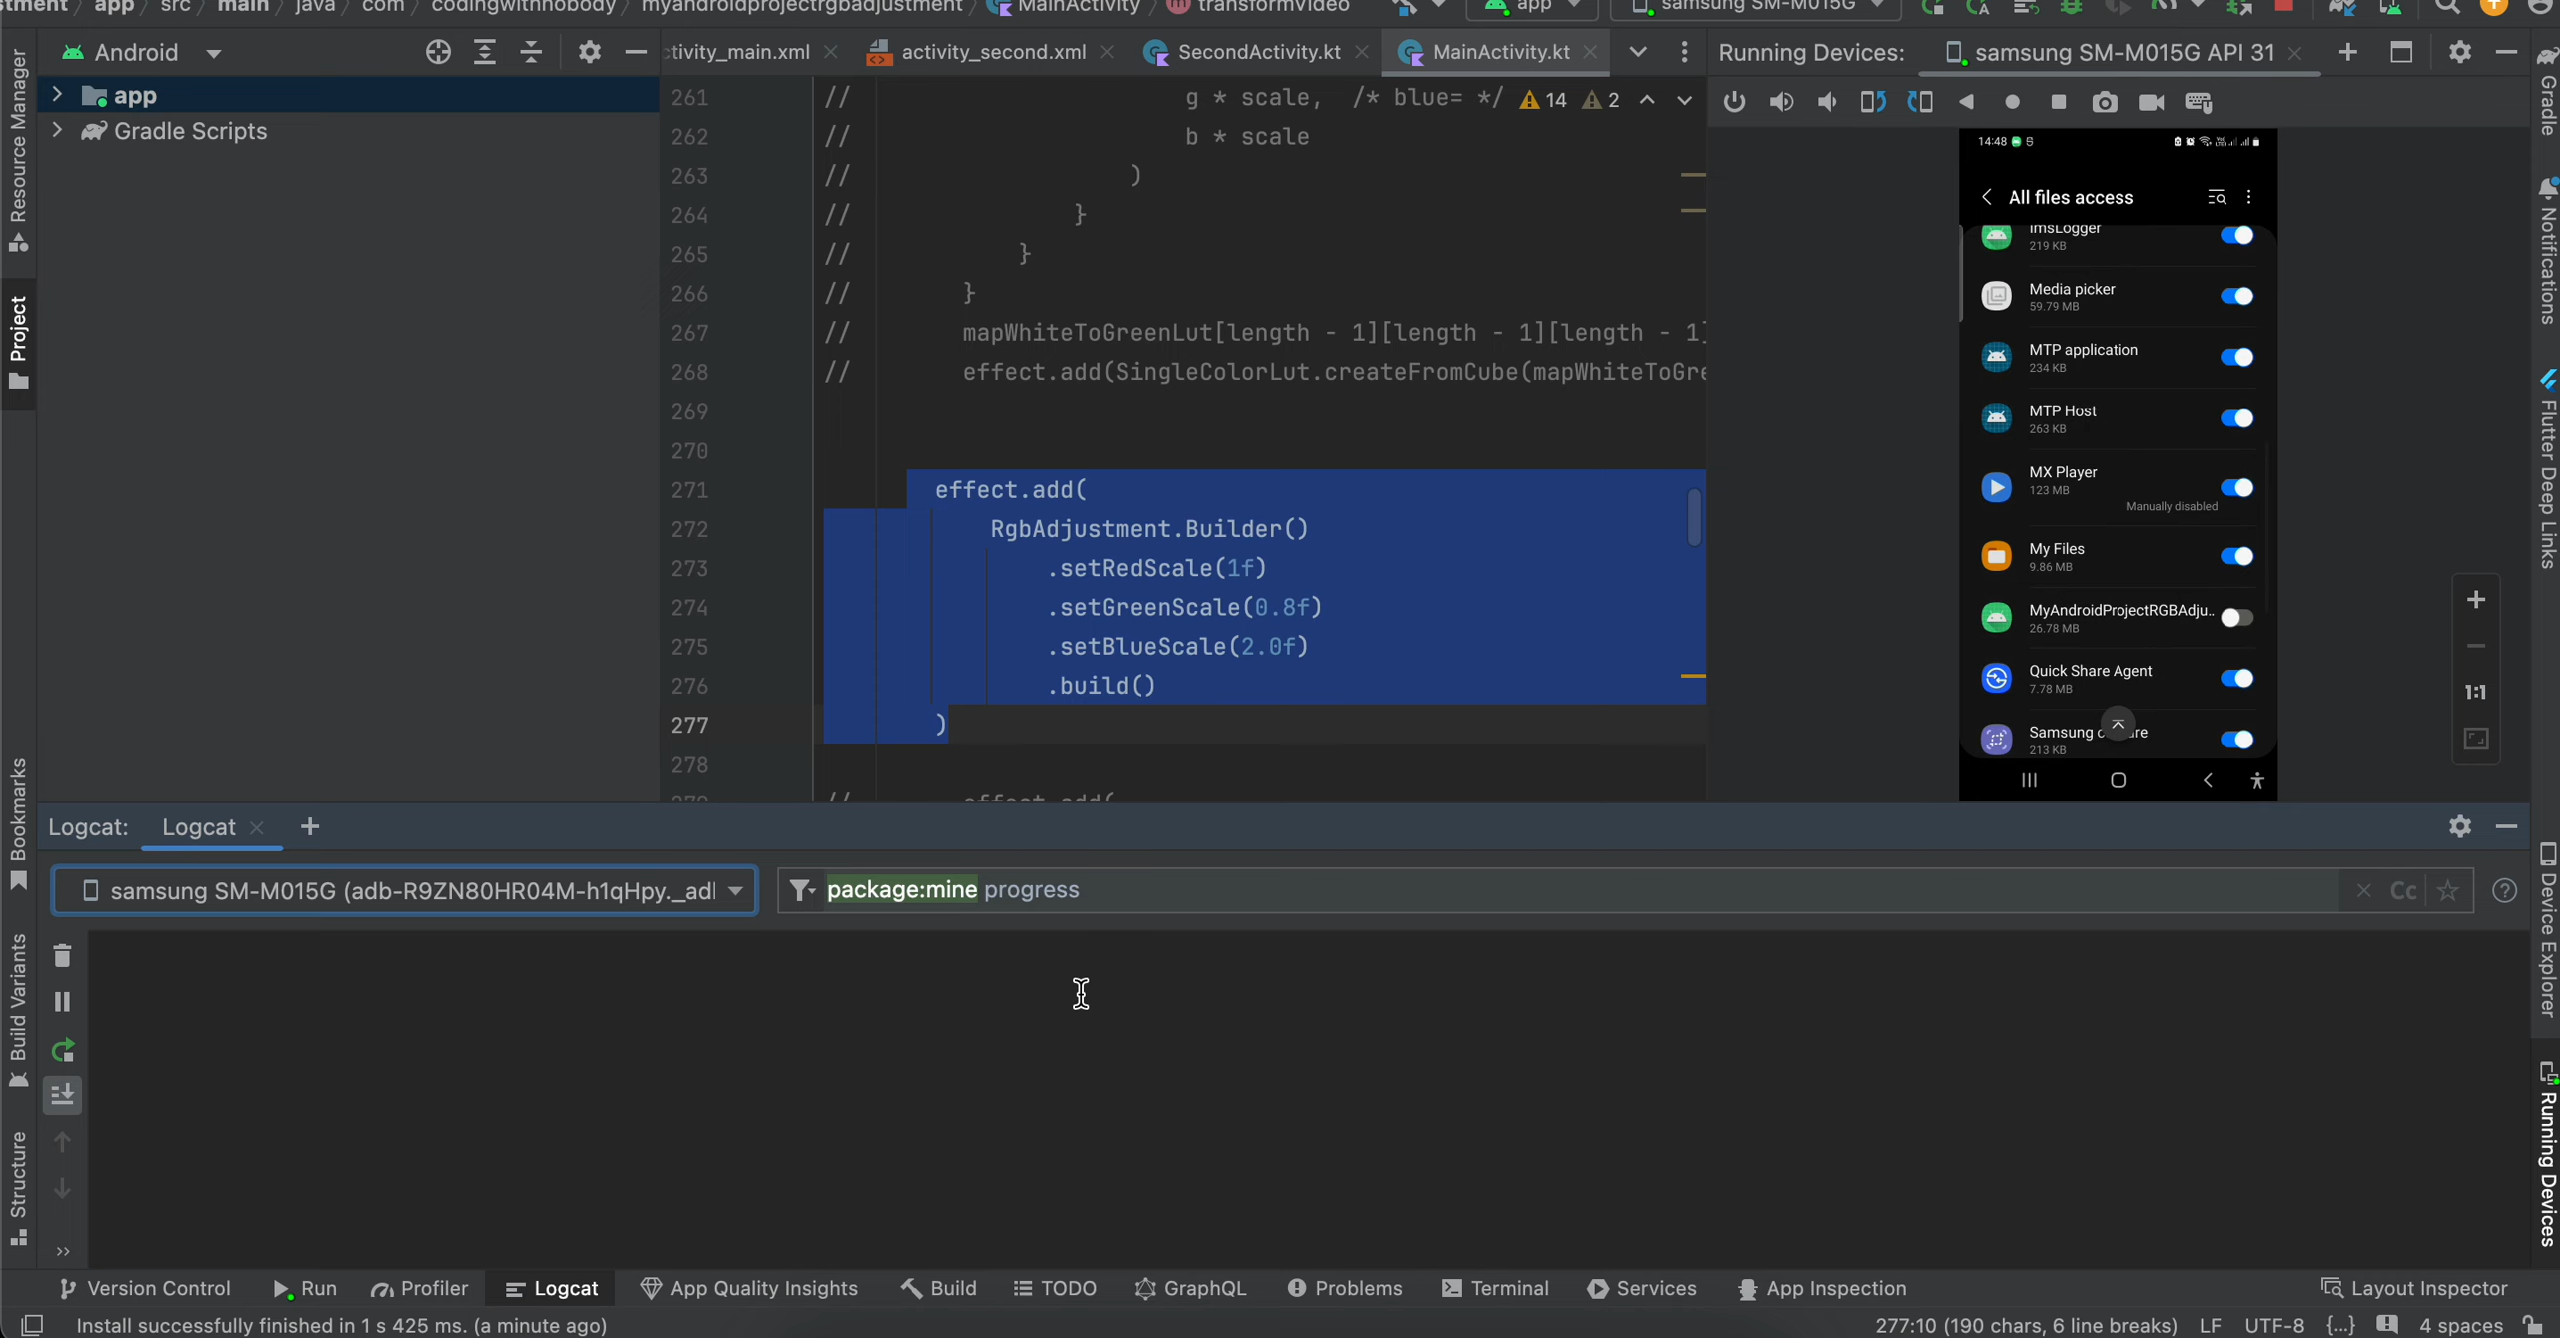 stment app src main java com codingwithnobody myandroidprojectrgbadjustment MainActivity transformVideo app samsung SM-M015G
Android
tivity_main.xml activity_second.xml SecondActivity.kt MainActivity.kt
Running Devices: samsung SM-M015G API 31
app
Gradle Scripts
261 // g * scale, /* blue= */ 14 2
262 // b * scale
263 // )
264 // }
265 // }
266 // }
267 // mapWhiteToGreenLut[length - 1][length - 1][length - 1]
268 // effect.add(SingleColorLut.createFromCube(mapWhiteToGre
269
270
271 effect.add(
272 RgbAdjustment.Builder()
273 .setRedScale(1f)
274 .setGreenScale(0.8f)
275 .setBlueScale(2.0f)
276 .build()
277 )
278
279 // effect.add(
14:48
All files access
ImsLogger
219 KB
Media picker
59.79 MB
MTP application
234 KB
MTP Host
263 KB
MX Player
123 MB
Manually disabled
My Files
9.86 MB
MyAndroidProjectRGBAdju..
26.78 MB
Quick Share Agent
7.78 MB
Samsung
213 KB
1:1
Resource Manager
Project
Bookmarks
Build Variants
Structure
Gradle
Notifications
Flutter Deep Links
Device Explorer
Running Devices
Logcat: Logcat
samsung SM-M015G (adb-R9ZN80HR04M-h1qHpy._adl
package:mine progress
Cc
Version Control Run Profiler Logcat App Quality Insights Build TODO GraphQL Problems Terminal Services App Inspection Layout Inspector
Install successfully finished in 1 s 425 ms. (a minute ago)
277:10 (190 chars, 6 line breaks) LF UTF-8 {...} 4 spaces